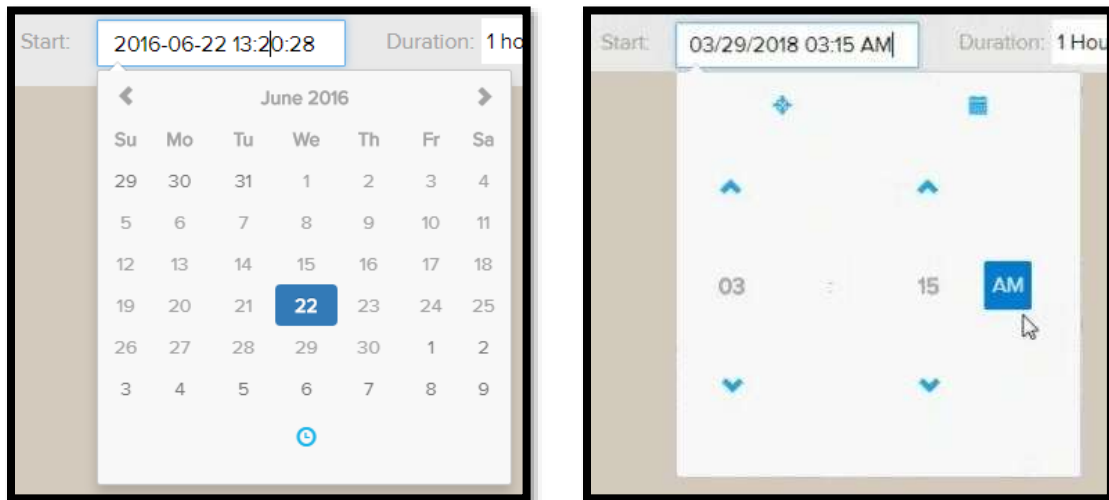 Start: 2016-06-22 13:20:28 Duration: 1 ho
June 2016
Su Mo Tu We Th Fr Sa
29 30 31 1 2 3 4
5 6 7 8 9 10 11
12 13 14 15 16 17 18
19 20 21 22 23 24 25
26 27 28 29 30 1 2
3 4 5 6 7 8 9
Start: 03/29/2018 03:15 AM Duration: 1 Hou
03 : 15 AM